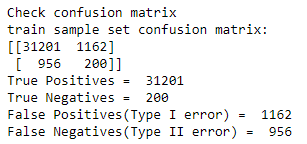 Check confusion matrix
train sample set confusion matrix:
[[31201  1162]
 [  956   200]]
True Positives =  31201
True Negatives =  200
False Positives(Type I error) =  1162
False Negatives(Type II error) =  956